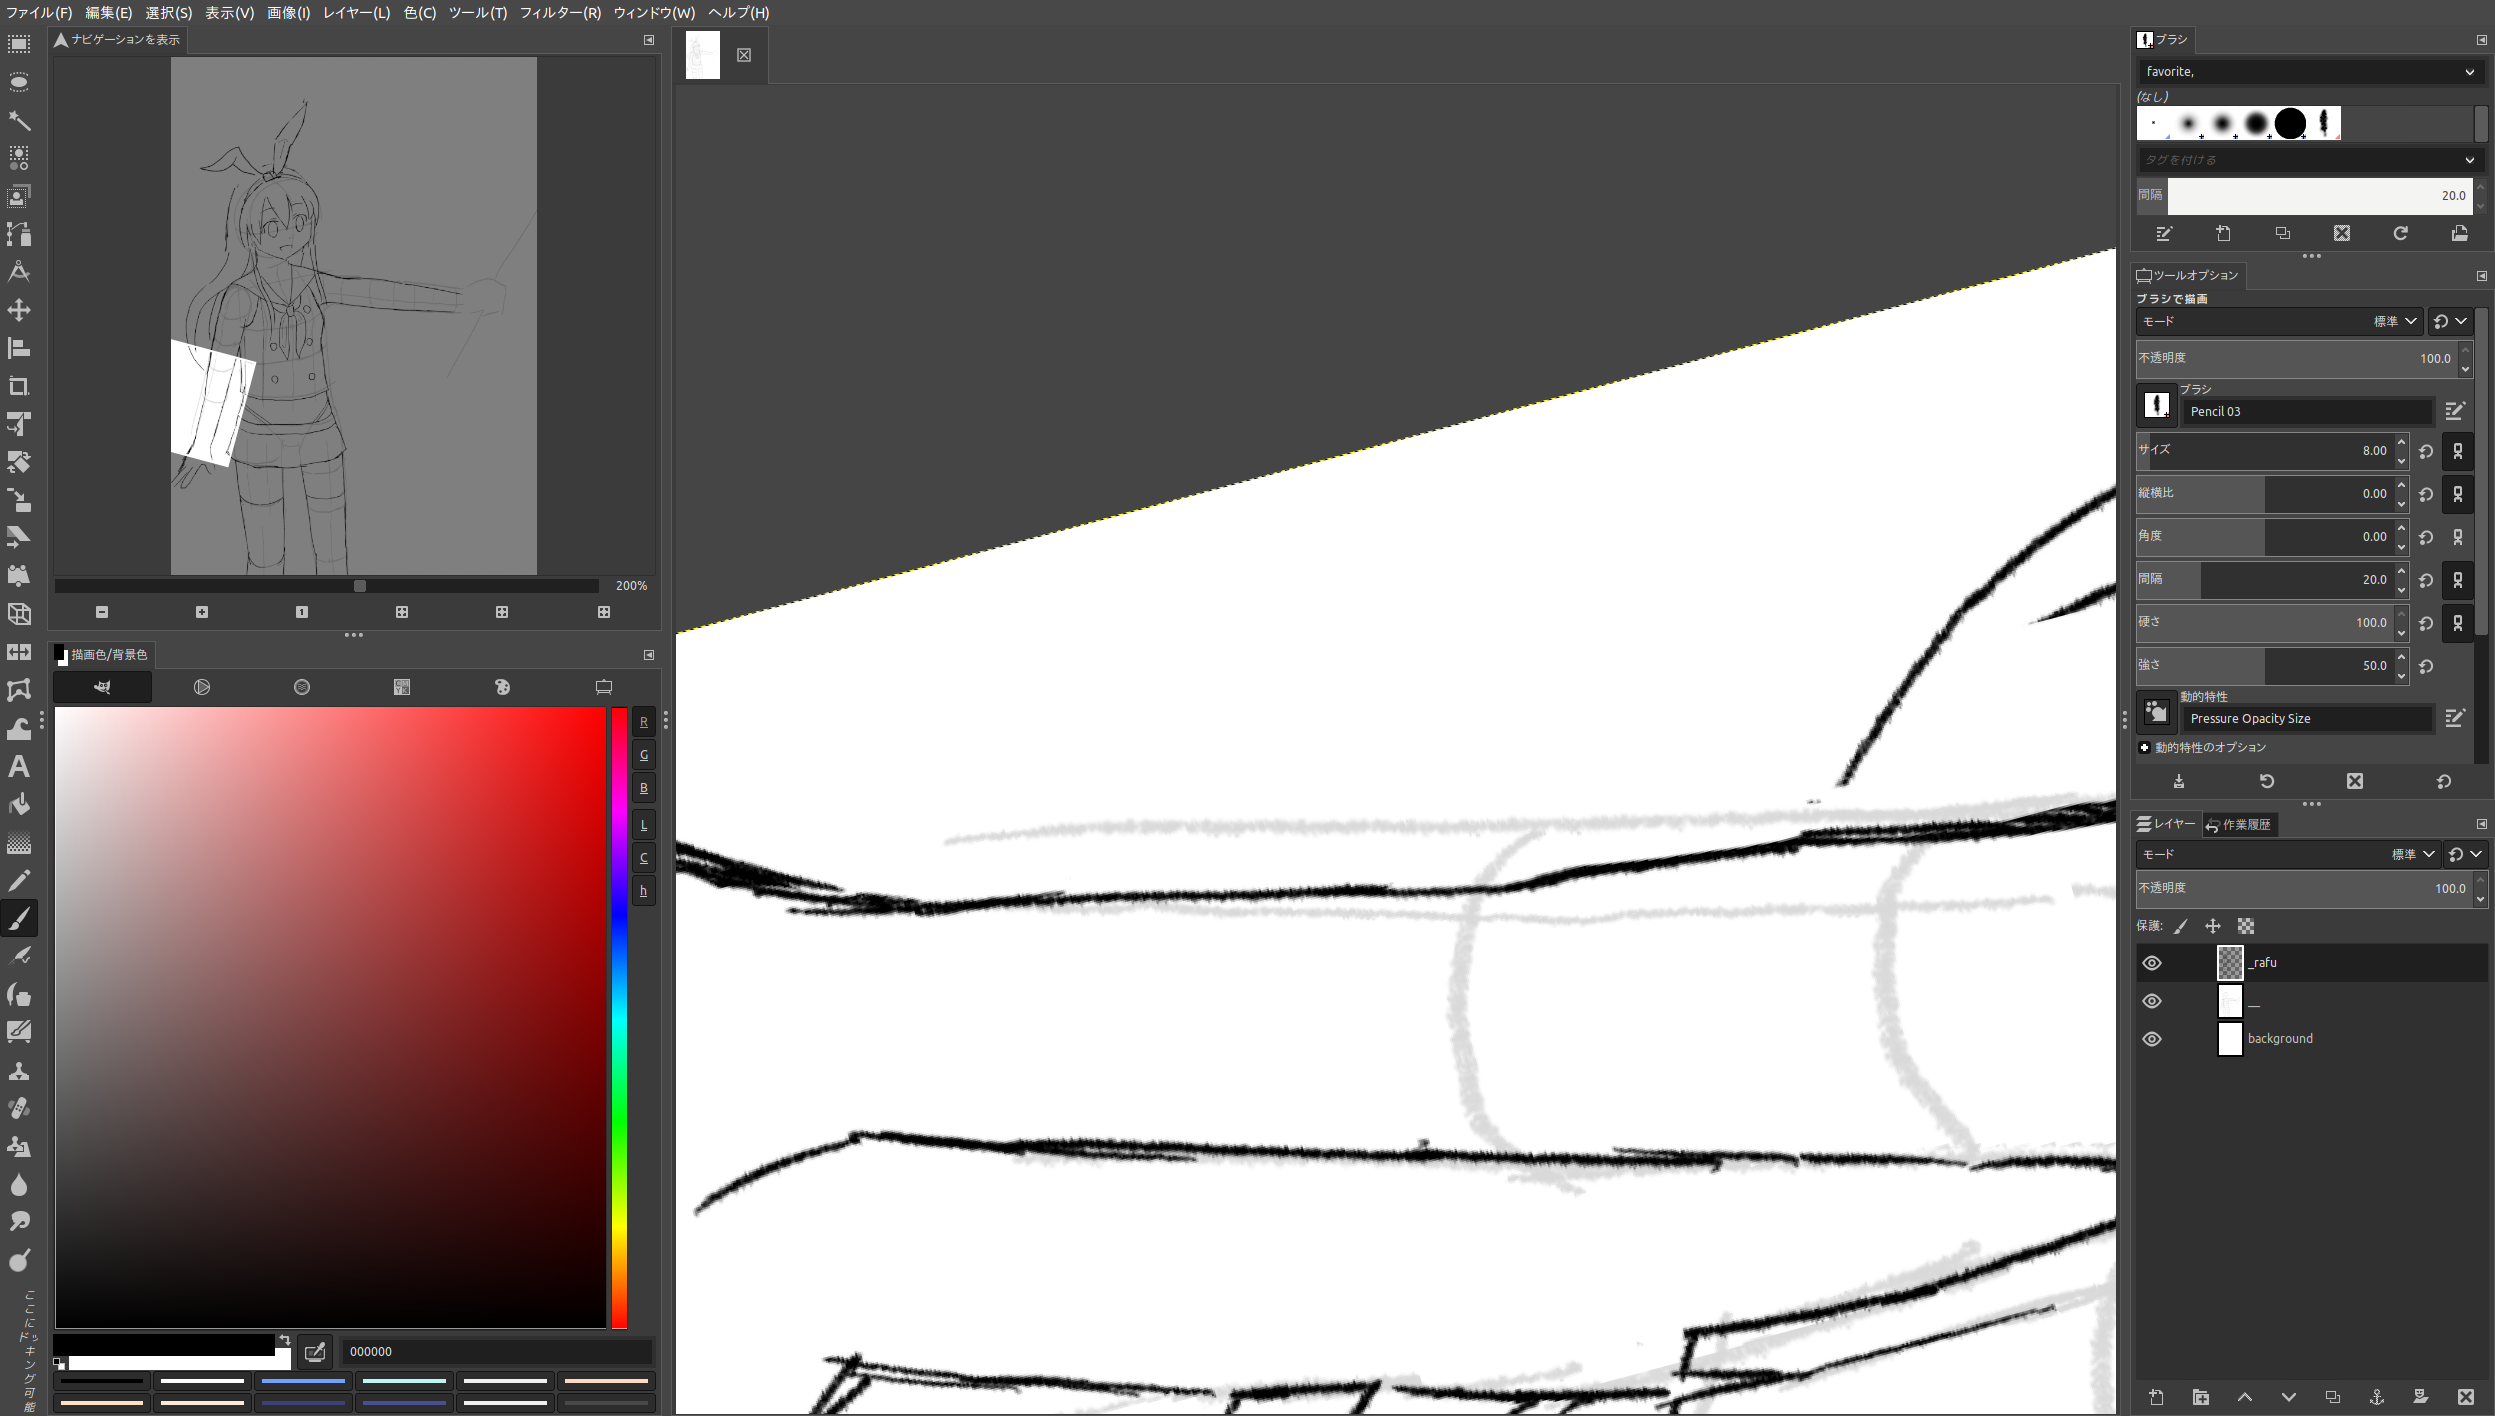 ファイル(F) 編集(E) 選択(S) 表示(V) 画像(I) レイヤー(L) 色(C) ツール(T) フィルター(R) ウィンドウ(W) ヘルプ(H)
ナビゲーションを表示
200%
描画色/背景色
R
G
B
L
C
h
000000
ここにドッキング可能
ブラシ
favorite,
(なし)
タグを付ける
間隔 20.0
ツールオプション
ブラシで描画
モード 標準
不透明度 100.0
ブラシ
Pencil 03
サイズ 8.00
縦横比 0.00
角度 0.00
間隔 20.0
硬さ 100.0
強さ 50.0
動的特性
Pressure Opacity Size
動的特性のオプション
レイヤー 作業履歴
モード 標準
不透明度 100.0
保護:
_rafu
__
background